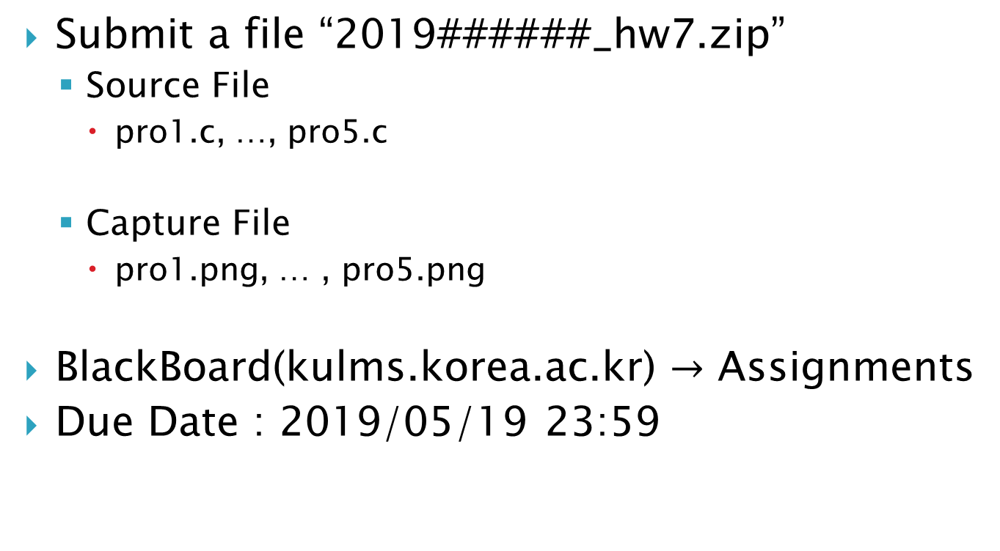 Submit a file “2019######_hw7.zip”
Source File
pro1.c, …, pro5.c
Capture File
pro1.png, … , pro5.png
BlackBoard(kulms.korea.ac.kr) → Assignments
Due Date : 2019/05/19 23:59